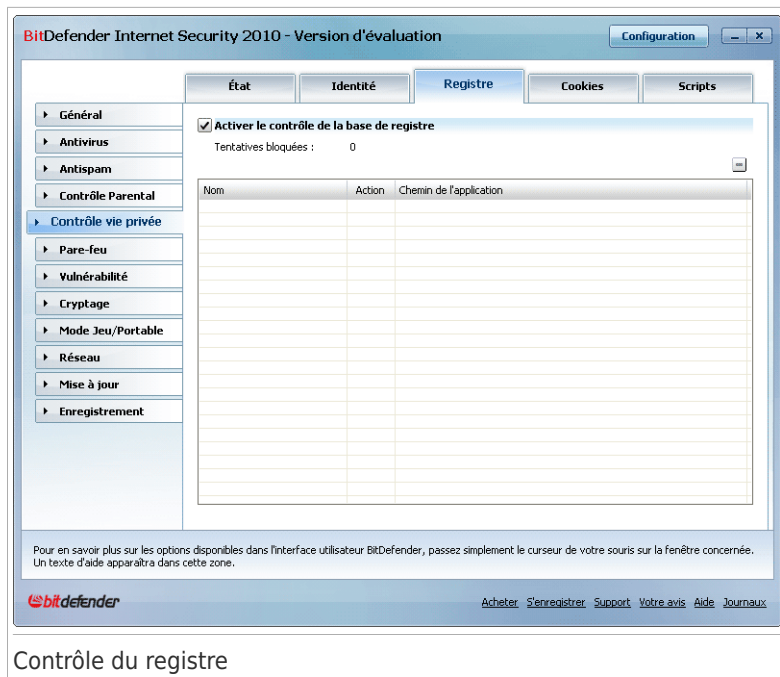 BitDefender Internet Security 2010 - Version d'évaluation
Configuration
État
Identité
Registre
Cookies
Scripts
Général
Antivirus
Antispam
Contrôle Parental
Contrôle vie privée
Pare-feu
Vulnérabilité
Cryptage
Mode Jeu/Portable
Réseau
Mise à jour
Enregistrement
Activer le contrôle de la base de registre
Tentatives bloquées : 0
Nom Action Chemin de l'application
Pour en savoir plus sur les options disponibles dans l'interface utilisateur BitDefender, passez simplement le curseur de votre souris sur la fenêtre concernée.
Un texte d'aide apparaîtra dans cette zone.
bitdefender
Acheter S'enregistrer Support Votre avis Aide Journaux
Contrôle du registre